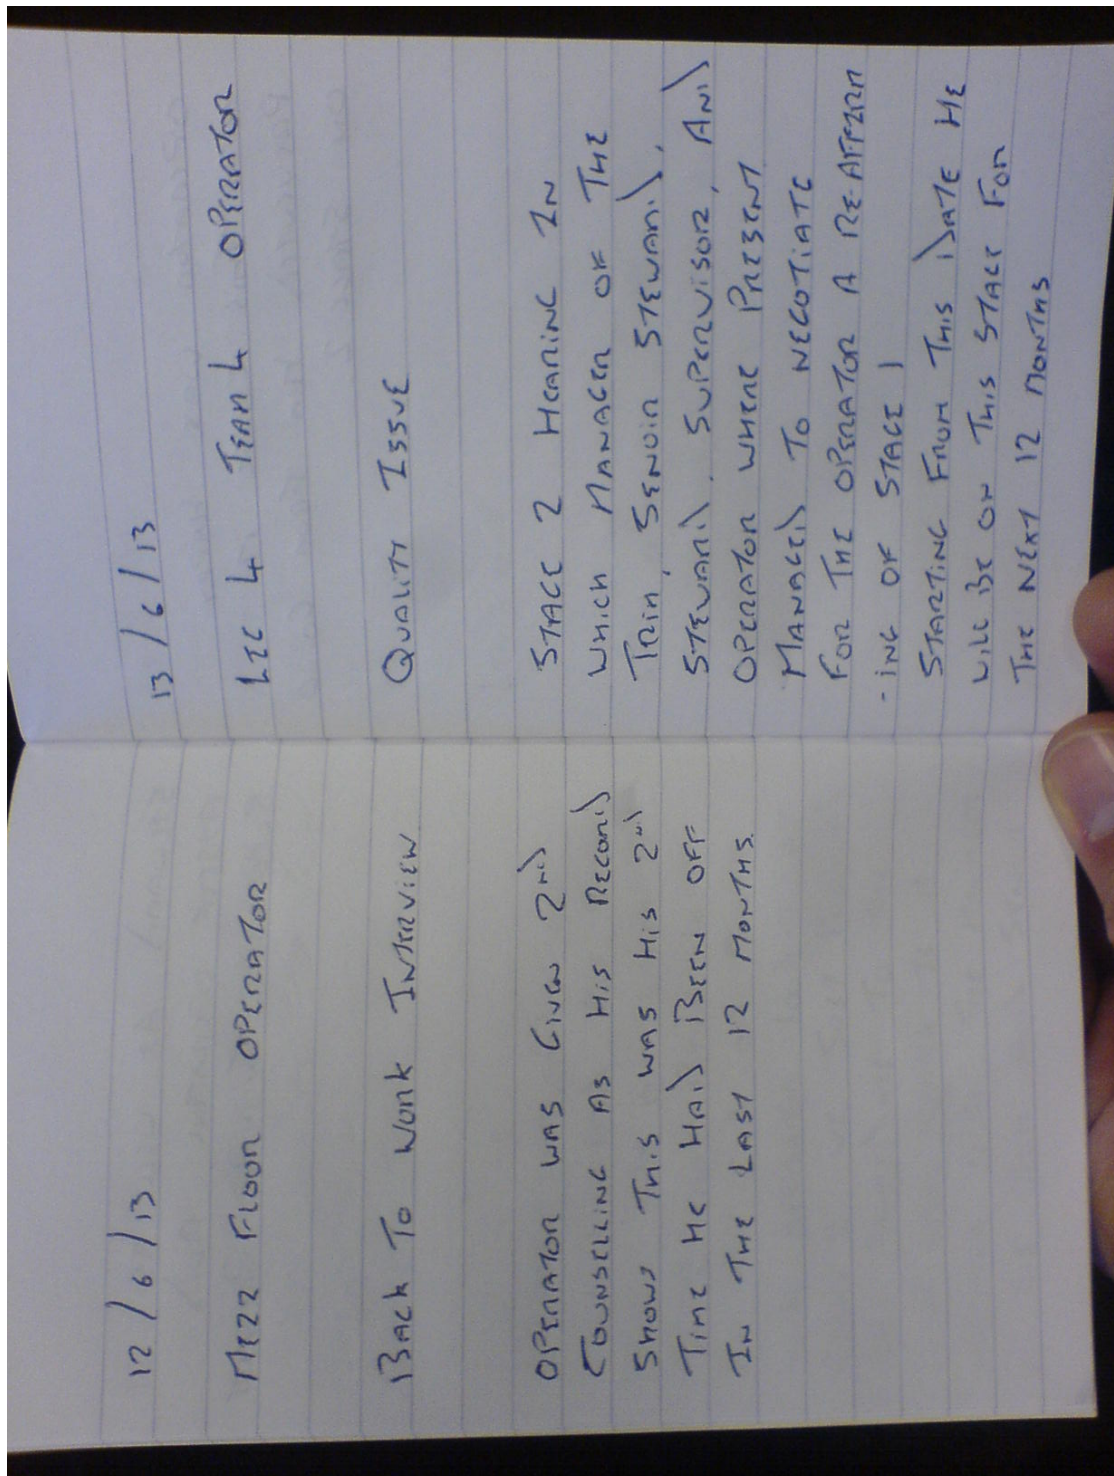 12/6/13
MEZZ FLOOR OPERATOR
BACK TO WORK INTERVIEW
OPERATOR WAS GIVEN 2ND
COUNSELLING AS HIS RECORD
SHOWS THIS WAS HIS 2ND
TIME HE HAD BEEN OFF
IN THE LAST 12 MONTHS.
13/6/13
LEG 4 TEAM 4 OPERATOR
QUALITY ISSUE
STAGE 2 HEARING IN
WHICH MANAGER OF THE
TRIM, SENOIR STEWARD,
STEWARD, SUPERVISOR, AND
OPERATOR WHERE PRESENT
MANAGED TO NEGOTIATE
FOR THE OPERATOR A RE-AFFIRM
-ING OF STAGE 1
STARTING FROM THIS DATE HE
WILL BE ON THIS STAGE FOR
THE NEXT 12 MONTHS